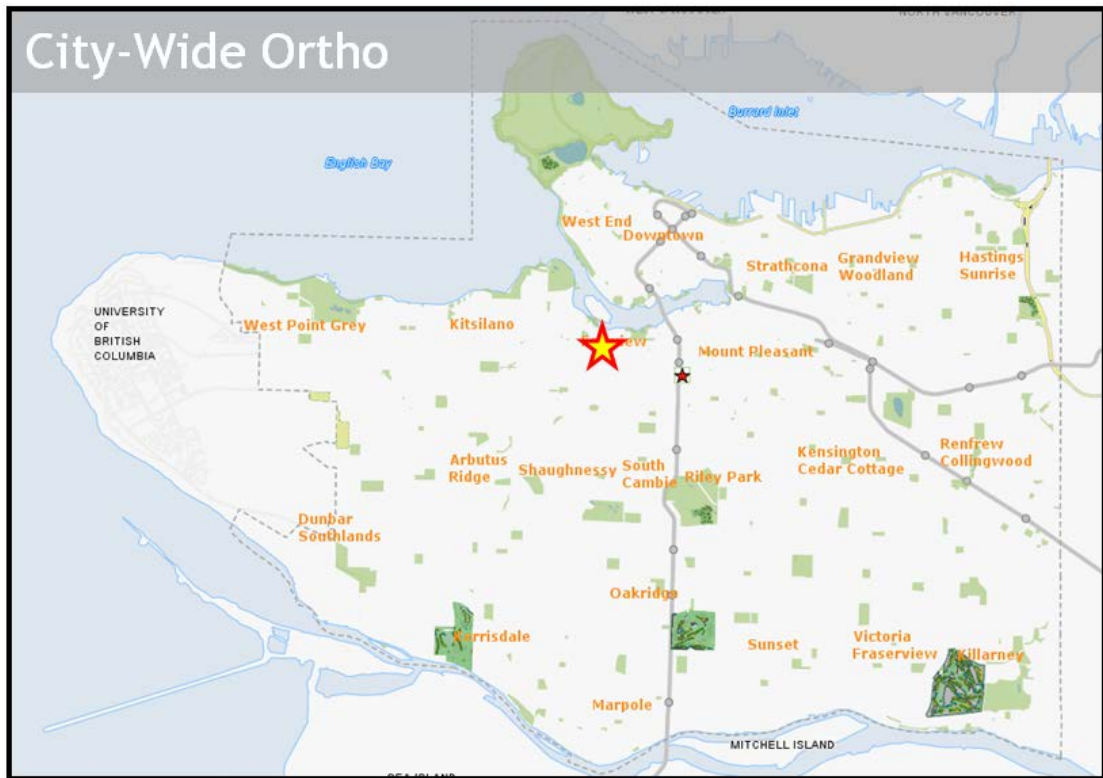 City-Wide Ortho
NORTH VANCOUVER
Burrard Inlet
English Bay
West End
Downtown
Strathcona
Grandview
Woodland
Hastings
Sunrise
UNIVERSITY
OF
BRITISH
COLUMBIA
West Point Grey
Kitsilano
Mount Pleasant
Arbutus
Ridge
Shaughnessy
South
Cambie
Riley Park
Kensington
Cedar Cottage
Renfrew
Collingwood
Dunbar
Southlands
Oakridge
Kerrisdale
Sunset
Victoria
Fraserview
Killarney
Marpole
MITCHELL ISLAND
SEA ISLAND